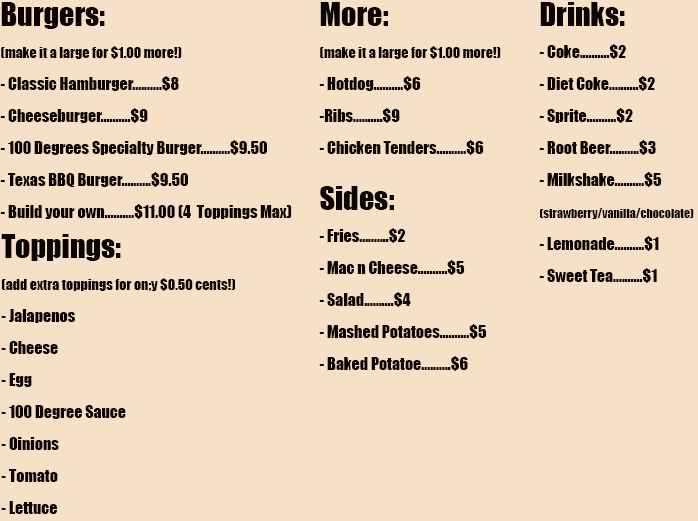 Burgers:
(make it a large for $1.00 more!)
- Classic Hamburger..........$8
- Cheeseburger..........$9
- 100 Degrees Specialty Burger..........$9.50
- Texas BBQ Burger..........$9.50
- Build your own..........$11.00 (4 Toppings Max)
Toppings:
(add extra toppings for on;y $0.50 cents!)
- Jalapenos
- Cheese
- Egg
- 100 Degree Sauce
- Oinions
- Tomato
- Lettuce
More:
(make it a large for $1.00 more!)
- Hotdog..........$6
-Ribs..........$9
- Chicken Tenders..........$6
Sides:
- Fries..........$2
- Mac n Cheese..........$5
- Salad..........$4
- Mashed Potatoes..........$5
- Baked Potatoe..........$6
Drinks:
- Coke..........$2
- Diet Coke..........$2
- Sprite..........$2
- Root Beer..........$3
- Milkshake..........$5
(strawberry/vanilla/chocolate)
- Lemonade..........$1
- Sweet Tea..........$1